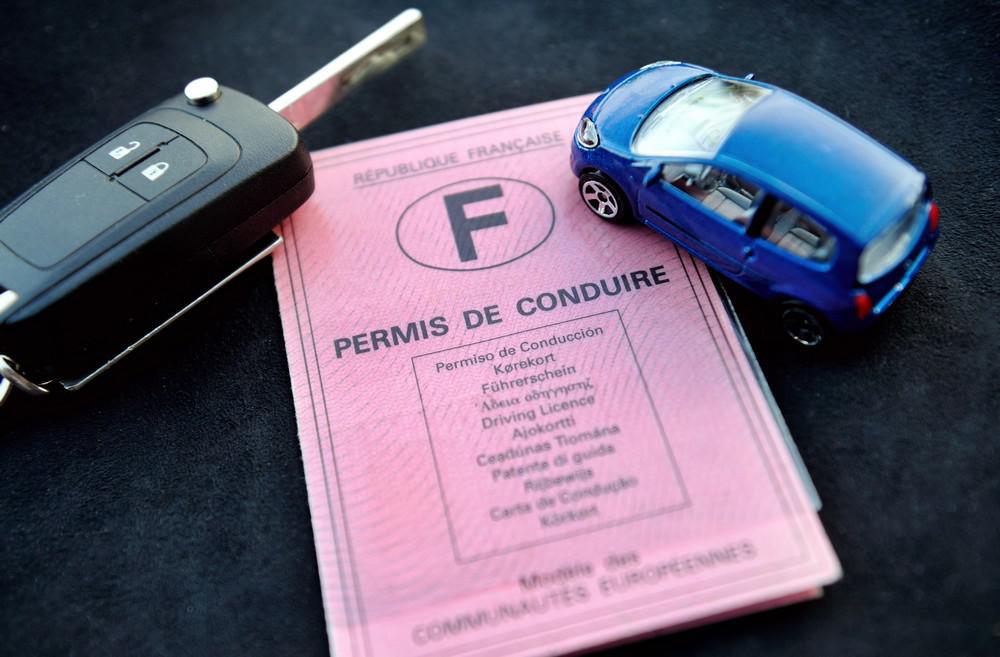 RÉPUBLIQUE FRANÇAISE
F
PERMIS DE CONDUIRE
Permiso de Conducción
Kørekort
Führerschein
Άδεια οδήγησης
Driving Licence
Ajokortti
Ceadúnas Tiomána
Patente di guida
Rijbewijs
Carta de Condução
Körkort
Modèle des
COMMUNAUTÉS EUROPÉENNES